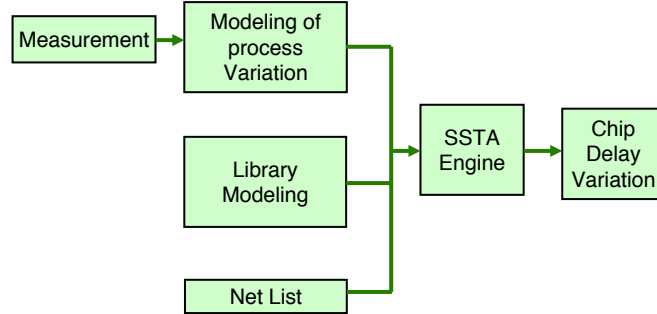 Measurement
Modeling of
process
Variation
Library
Modeling
Net List
SSTA
Engine
Chip
Delay
Variation